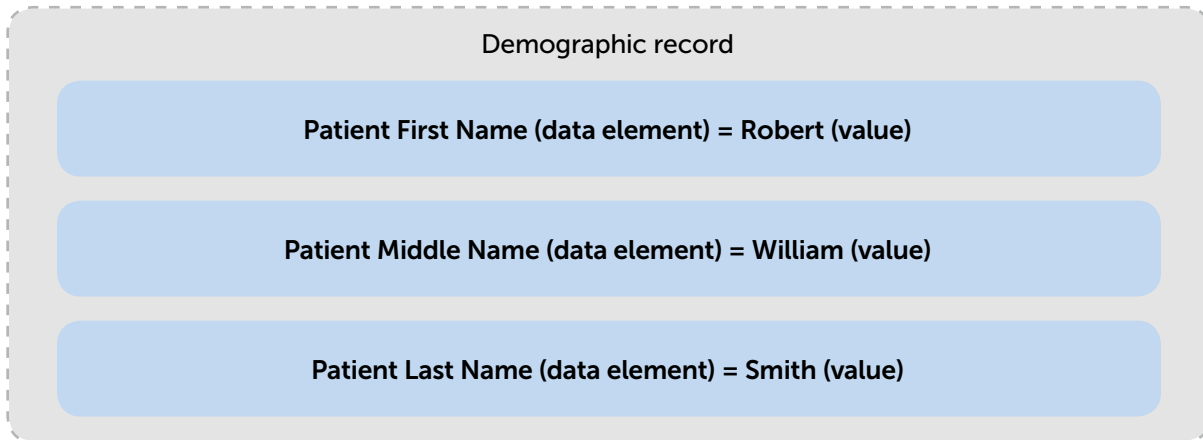 Demographic record
Patient First Name (data element) = Robert (value)
Patient Middle Name (data element) = William (value)
Patient Last Name (data element) = Smith (value)